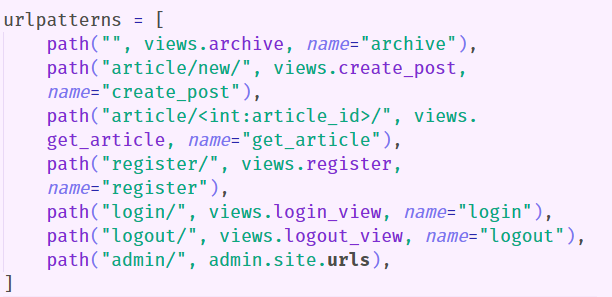 urlpatterns = [
    path("", views.archive, name="archive"),
    path("article/new/", views.create_post,
    name="create_post"),
    path("article/<int:article_id>/", views.
    get_article, name="get_article"),
    path("register/", views.register,
    name="register"),
    path("login/", views.login_view, name="login"),
    path("logout/", views.logout_view, name="logout"),
    path("admin/", admin.site.urls),
]